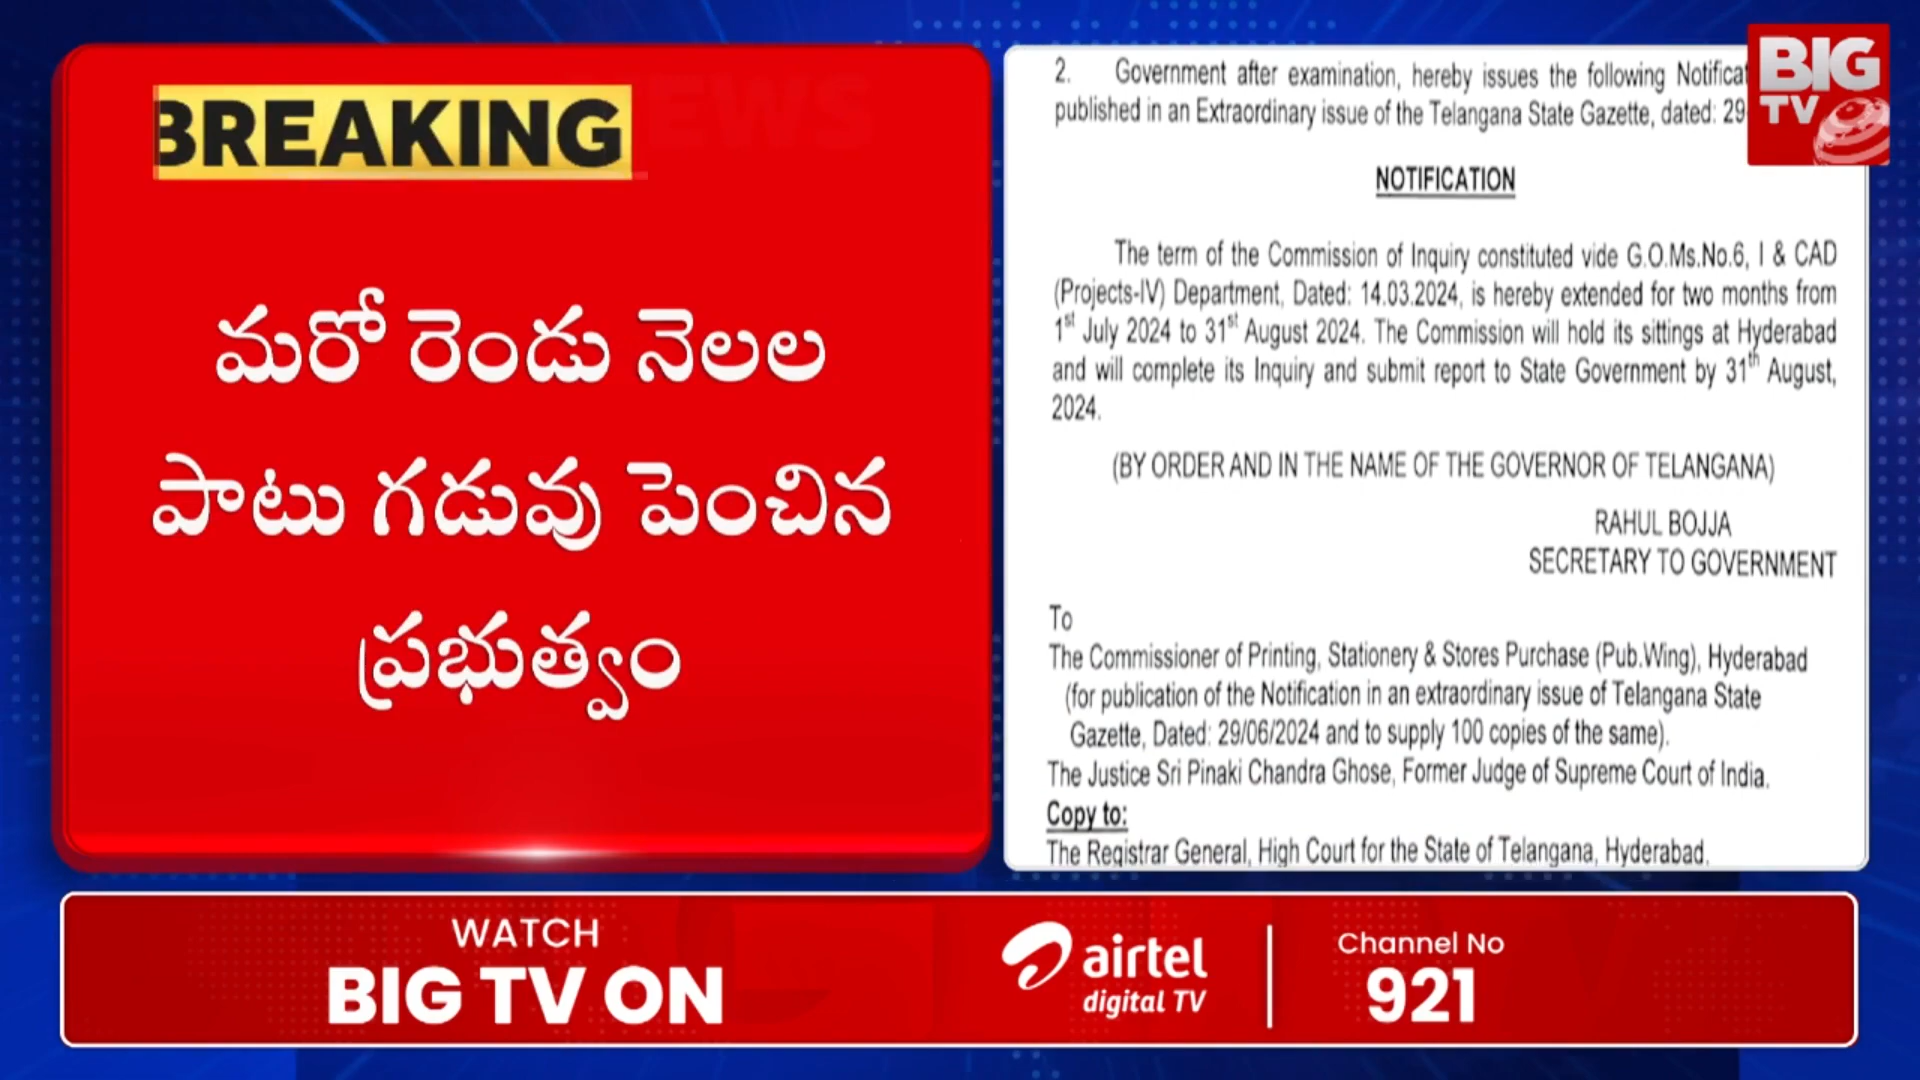 BREAKING
మరో రెండు నెలల
పాటు గడువు పెంచిన
ప్రభుత్వం
2. Government after examination, hereby issues the following
published in an Extraordinary issue of the Telangana State Gazette, dated: 29-
NOTIFICATION
The term of the Commission of Inquiry constituted vide G.O.Ms.No.6, I & CAD
(Projects-IV) Department, Dated: 14.03.2024, is hereby extended for two months from
1st July 2024 to 31st August 2024. The Commission will hold its sittings at Hyderabad
and will complete its Inquiry and submit report to State Government by 31th August,
2024.
(BY ORDER AND IN THE NAME OF THE GOVERNOR OF TELANGANA)
RAHUL BOJJA
SECRETARY TO GOVERNMENT
To
The Commissioner of Printing, Stationery & Stores Purchase (Pub.Wing), Hyderabad
(for publication of the Notification in an extraordinary issue of Telangana State
Gazette, Dated: 29/06/2024 and to supply 100 copies of the same).
The Justice Sri Pinaki Chandra Ghose, Former Judge of Supreme Court of India.
Copy to:
The Registrar General, High Court for the State of Telangana, Hyderabad.
BIG
TV
WATCH
BIG TV ON
airtel
digital TV
Channel No
921